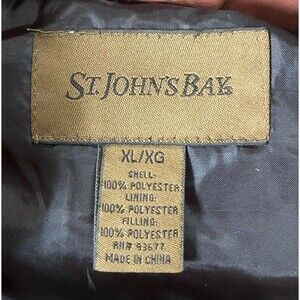 ST. JOHN'S BAY.
XL/XG
SHELL:
100% POLYESTER
LINING:
100% POLYESTER
FILLING:
100% POLYESTER
RN# 93677
MADE IN CHINA